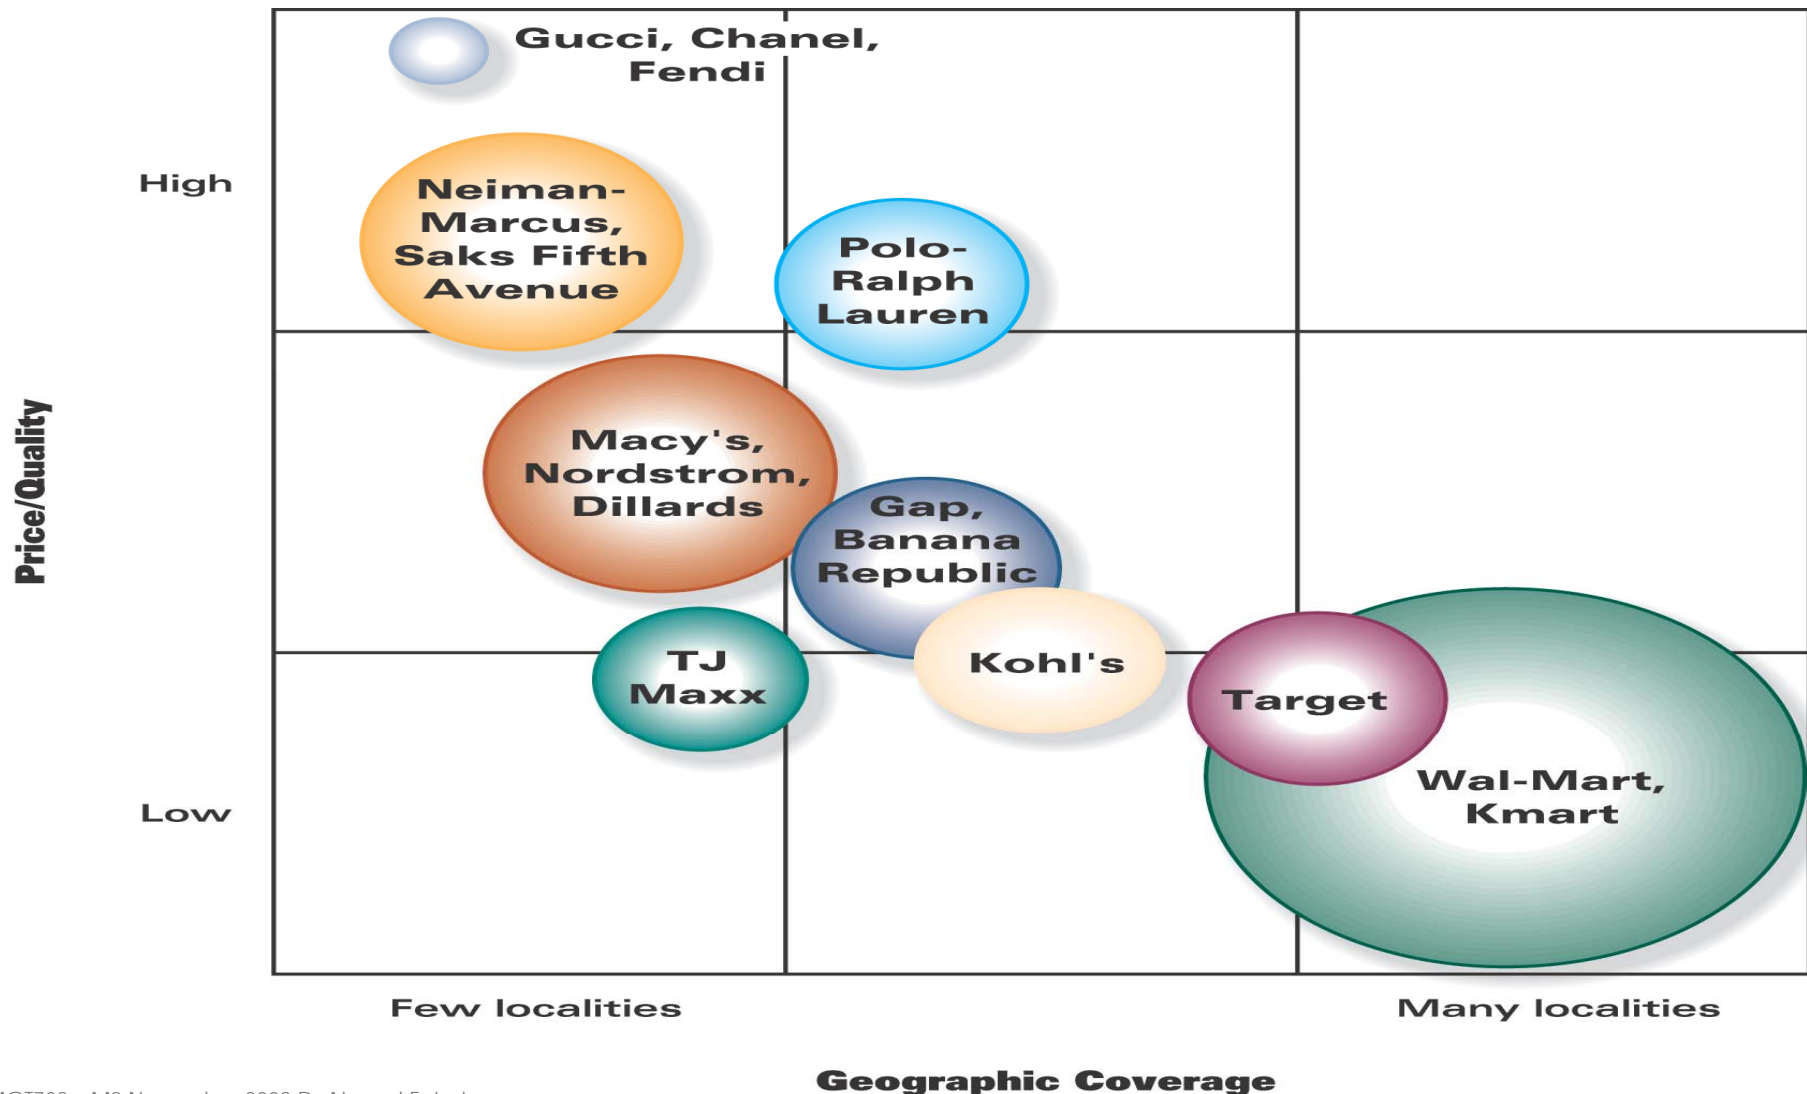 Gucci, Chanel,
Fendi
High
Neiman-
Marcus,
Saks Fifth
Avenue
Polo-
Ralph
Lauren
Price/Quality
Macy's,
Nordstrom,
Dillards
Gap,
Banana
Republic
TJ
Maxx
Kohl's
Target
Wal-Mart,
Kmart
Low
Few localities
Many localities
Geographic Coverage